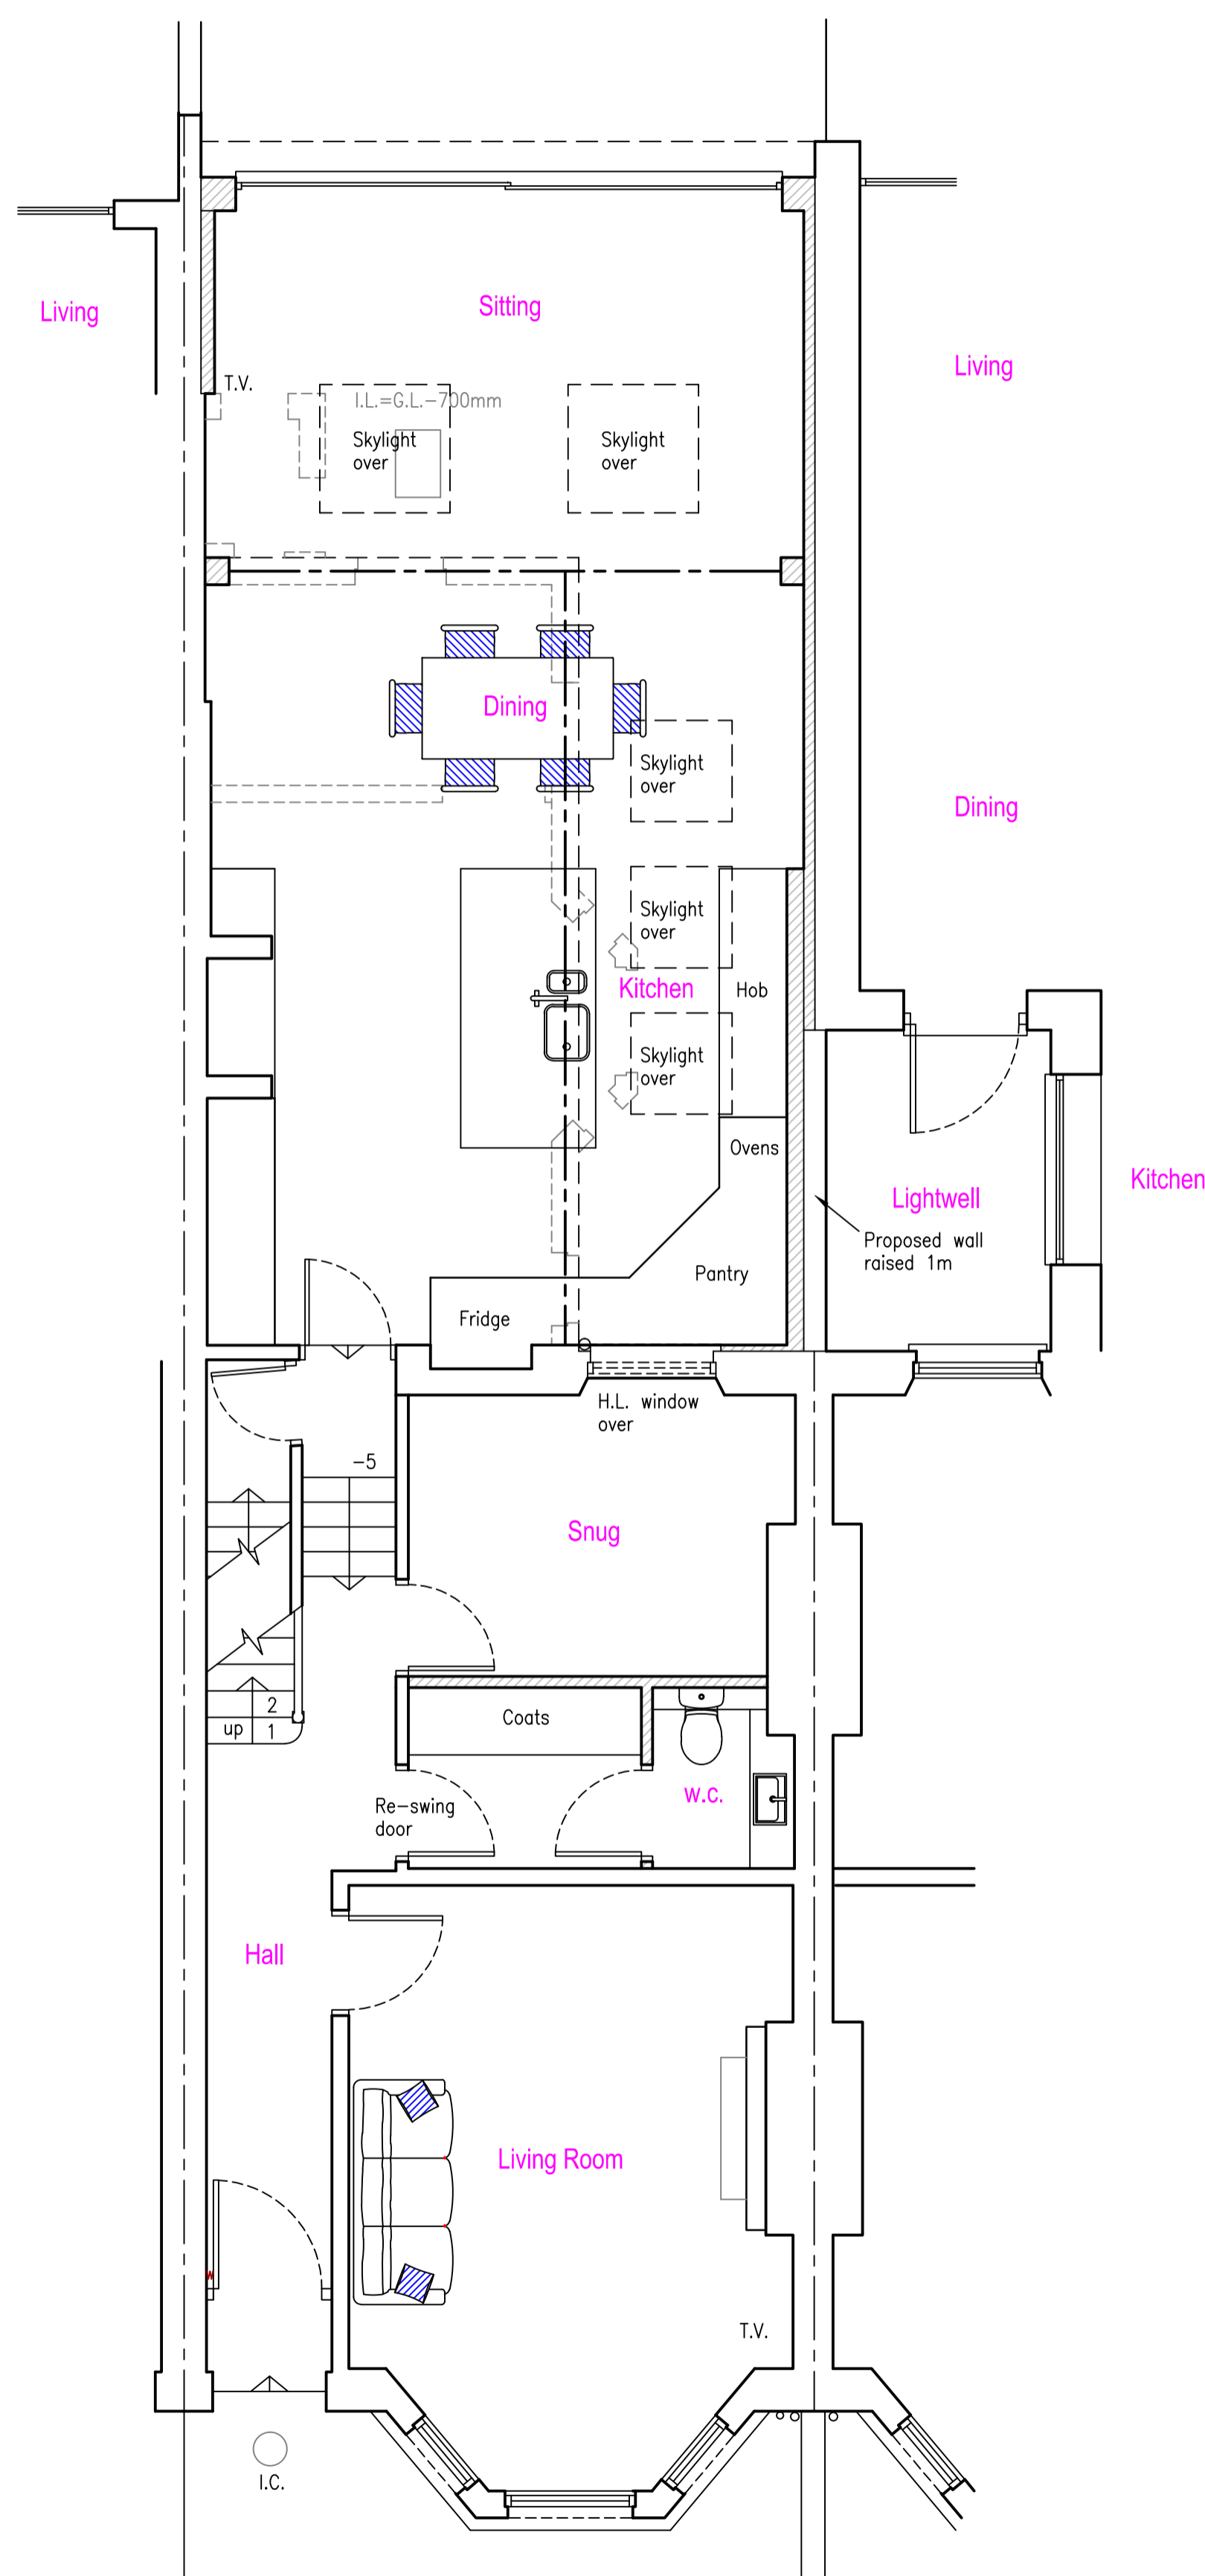 Sitting
Living
Living
T.V.
I.L.=G.L.-700mm
Skylight
over
Skylight
over
Dining
Skylight
over
Dining
Skylight
over
Kitchen
Hob
Skylight
over
Ovens
Kitchen
Lightwell
Proposed wall
raised 1m
Pantry
Fridge
H.L. window
over
-5
Snug
2
up 1
Coats
w.c.
Re-swing
door
Hall
Living Room
T.V.
I.C.